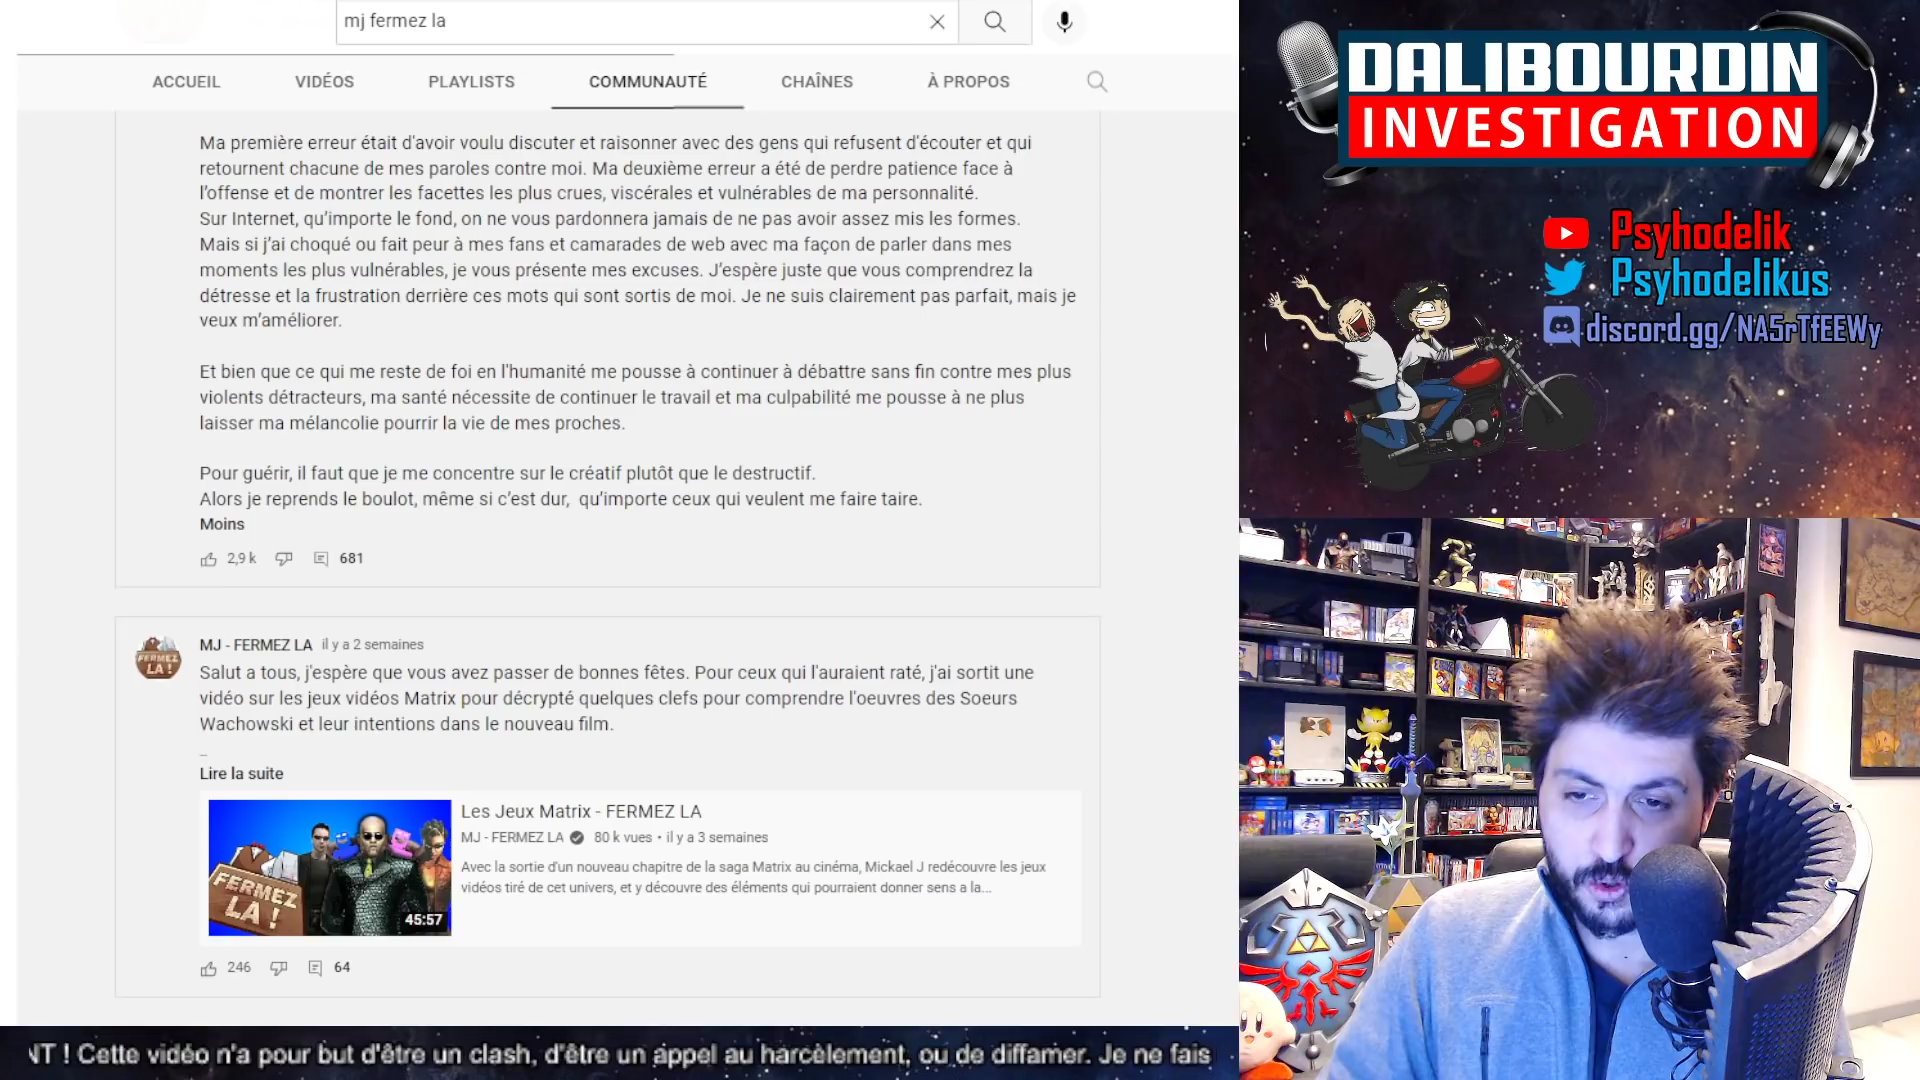 mj fermez la
ACCUEIL VIDÉOS PLAYLISTS COMMUNAUTÉ CHAÎNES À PROPOS
Ma première erreur était d'avoir voulu discuter et raisonner avec des gens qui refusent d'écouter et qui
retournent chacune de mes paroles contre moi. Ma deuxième erreur a été de perdre patience face à
l'offense et de montrer les facettes les plus crues, viscérales et vulnérables de ma personnalité.
Sur Internet, qu'importe le fond, on ne vous pardonnera jamais de ne pas avoir assez mis les formes.
Mais si j'ai choqué ou fait peur à mes fans et camarades de web avec ma façon de parler dans mes
moments les plus vulnérables, je vous présente mes excuses. J'espère juste que vous comprendrez la
détresse et la frustration derrière ces mots qui sont sortis de moi. Je ne suis clairement pas parfait, mais je
veux m'améliorer.
Et bien que ce qui me reste de foi en l'humanité me pousse à continuer à débattre sans fin contre mes plus
violents détracteurs, ma santé nécessite de continuer le travail et ma culpabilité me pousse à ne plus
laisser ma mélancolie pourrir la vie de mes proches.
Pour guérir, il faut que je me concentre sur le créatif plutôt que le destructif.
Alors je reprends le boulot, même si c'est dur, qu'importe ceux qui veulent me faire taire.
Moins
2,9 k 681
MJ - FERMEZ LA il y a 2 semaines
Salut a tous, j'espère que vous avez passer de bonnes fêtes. Pour ceux qui l'auraient raté, j'ai sortit une
vidéo sur les jeux vidéos Matrix pour décrypté quelques clefs pour comprendre l'oeuvres des Soeurs
Wachowski et leur intentions dans le nouveau film.
_
Lire la suite
FERMEZ
LA !
45:57
Les Jeux Matrix - FERMEZ LA
MJ - FERMEZ LA 80 k vues • il y a 3 semaines
Avec la sortie d'un nouveau chapitre de la saga Matrix au cinéma, Mickael J redécouvre les jeux
vidéos tiré de cet univers, et y découvre des éléments qui pourraient donner sens a la...
246 64
NT ! Cette vidéo n'a pour but d'être un clash, d'être un appel au harcèlement, ou de diffamer. Je ne fais
DALIBOURDIN
INVESTIGATION
Psyhodelik
Psyhodelikus
discord.gg/NA5rTfEEWy